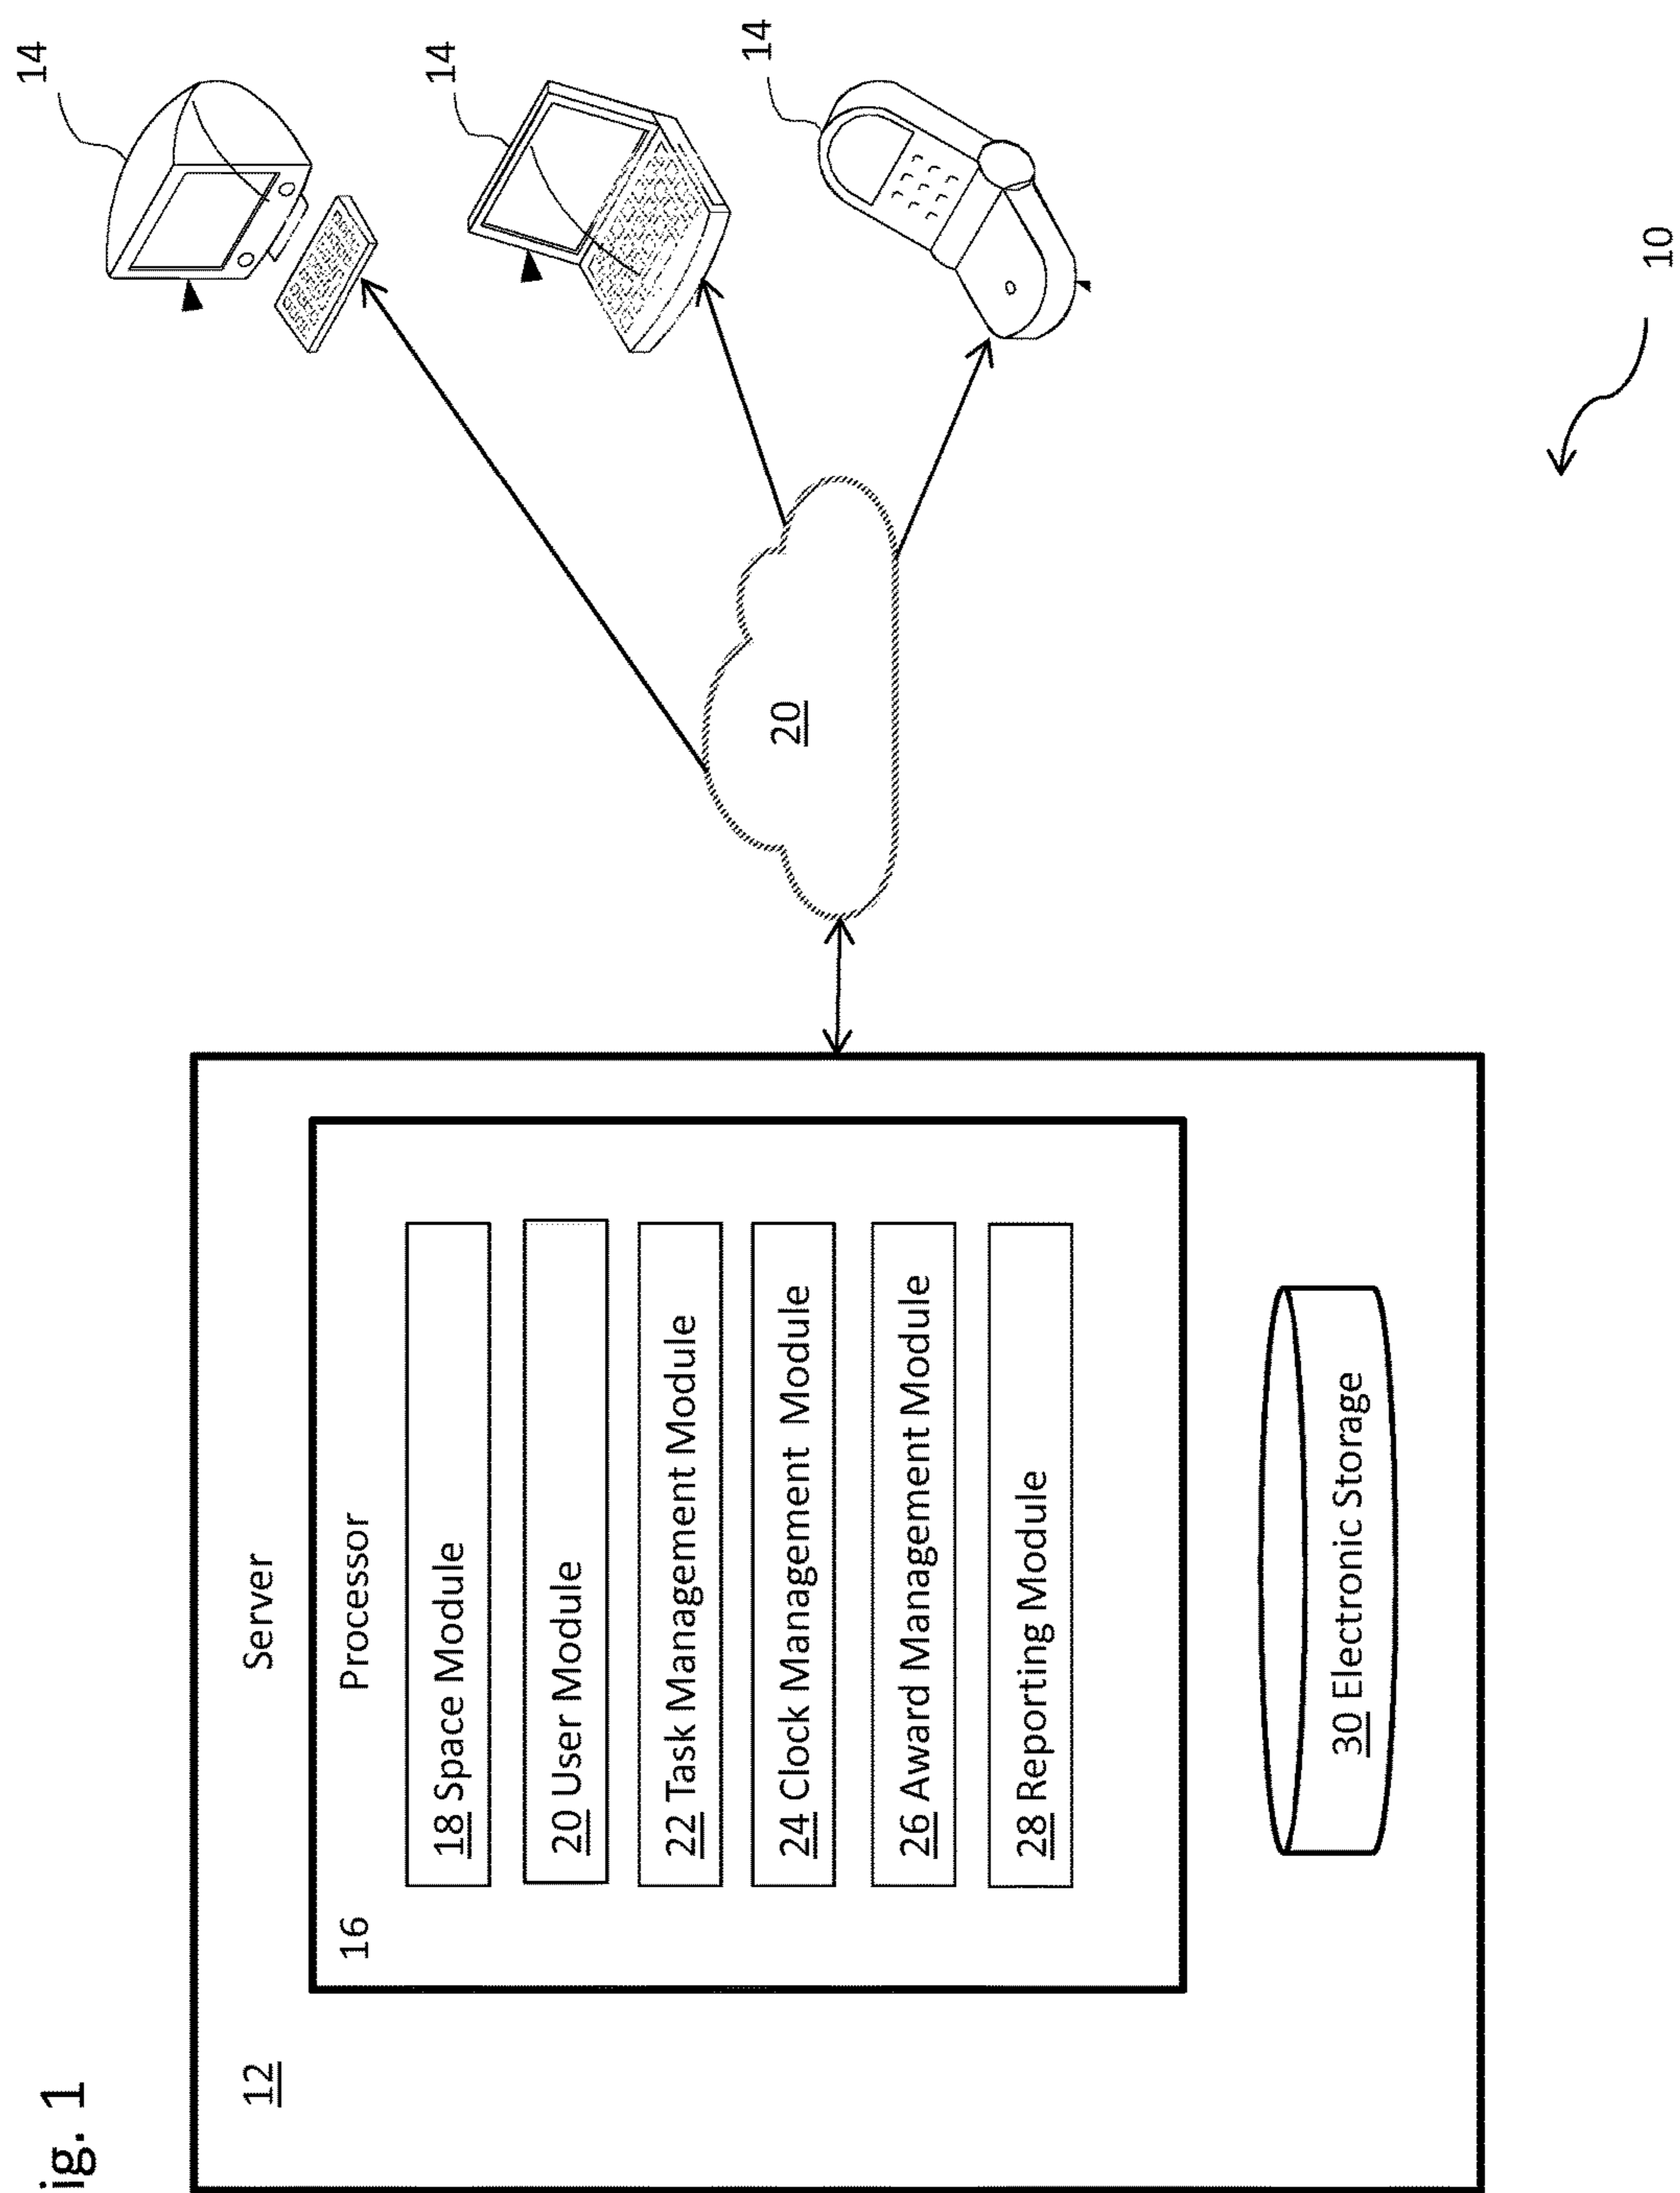 ig. 1
12
Server
16
Processor
18 Space Module
20 User Module
22 Task Management Module
24 Clock Management Module
26 Award Management Module
28 Reporting Module
30 Electronic Storage
20
14
14
14
10